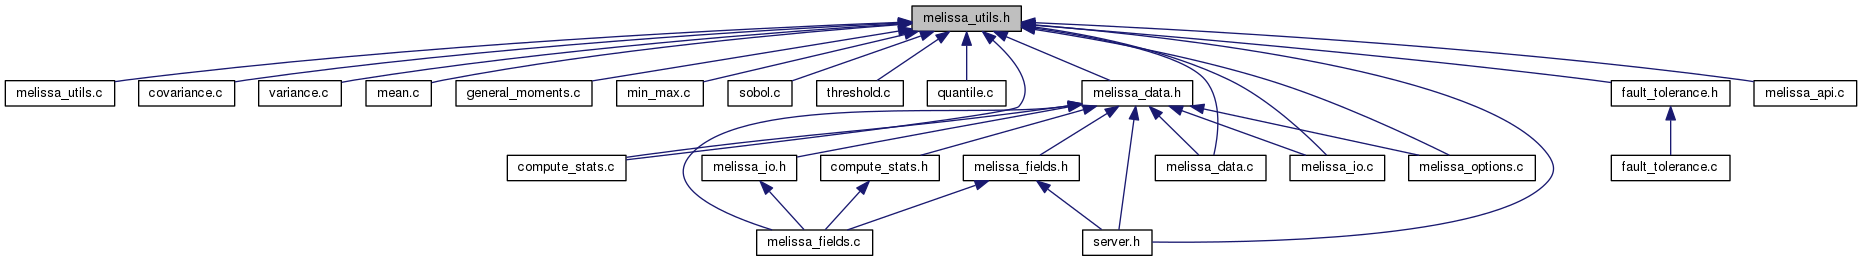 melissa_utils.h
melissa_utils.c
covariance.c
variance.c
mean.c
general_moments.c
min_max.c
sobol.c
threshold.c
quantile.c
melissa_data.h
fault_tolerance.h
melissa_api.c
compute_stats.c
melissa_io.h
compute_stats.h
melissa_fields.h
melissa_data.c
melissa_io.c
melissa_options.c
fault_tolerance.c
melissa_fields.c
server.h